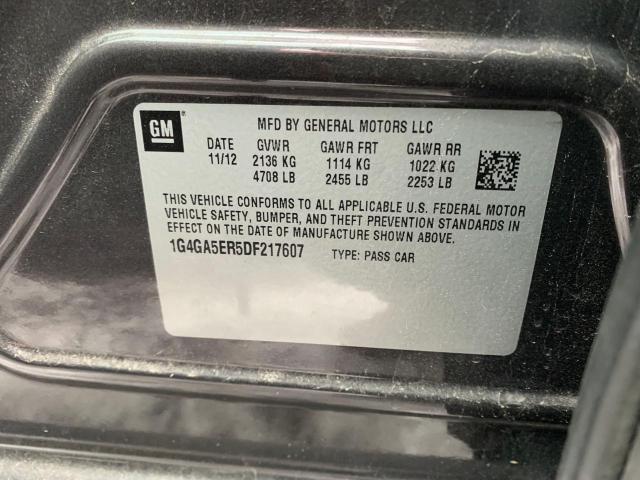 GM ® MFD BY GENERAL MOTORS LLC
DATE GVWR GAWR FRT GAWR RR
11/12 2136 KG 1114 KG 1022 KG
4708 LB 2455 LB 2253 LB
THIS VEHICLE CONFORMS TO ALL APPLICABLE U.S. FEDERAL MOTOR
VEHICLE SAFETY, BUMPER, AND THEFT PREVENTION STANDARDS IN
EFFECT ON THE DATE OF MANUFACTURE SHOWN ABOVE.
1G4GA5ER5DF217607 TYPE: PASS CAR